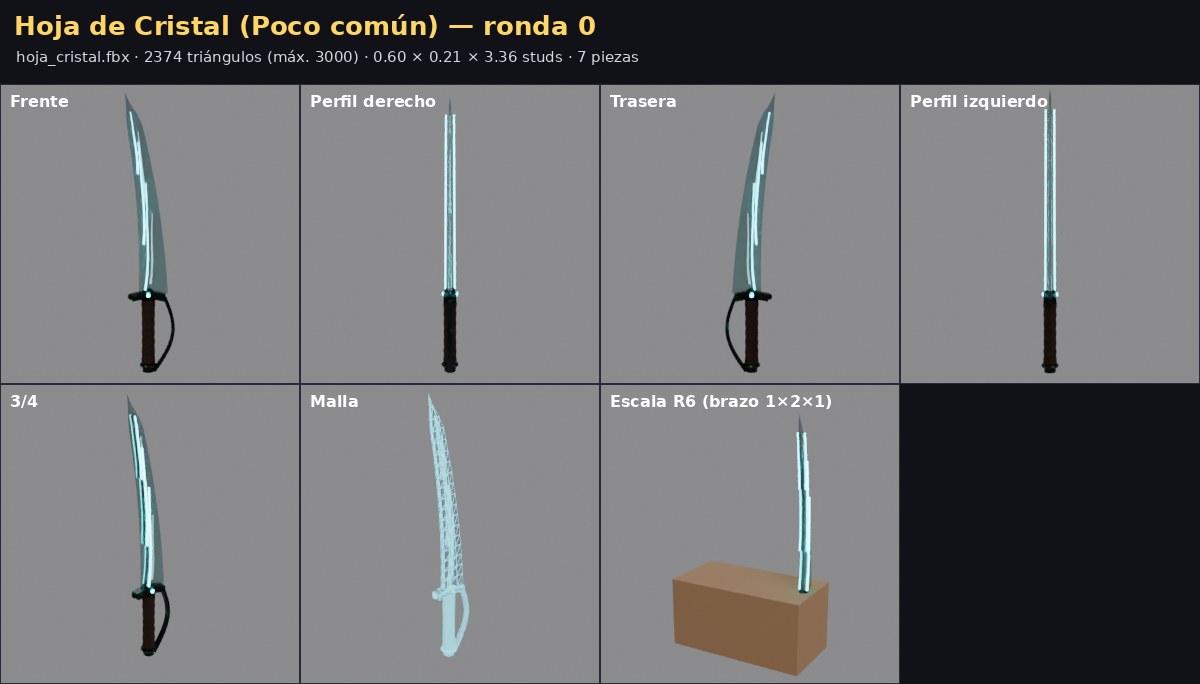 Hoja de Cristal (Poco común) — ronda 0
hoja_cristal.fbx · 2374 triángulos (máx. 3000) · 0.60 × 0.21 × 3.36 studs · 7 piezas
Frente
Perfil derecho
Trasera
Perfil izquierdo
3/4
Malla
Escala R6 (brazo 1×2×1)